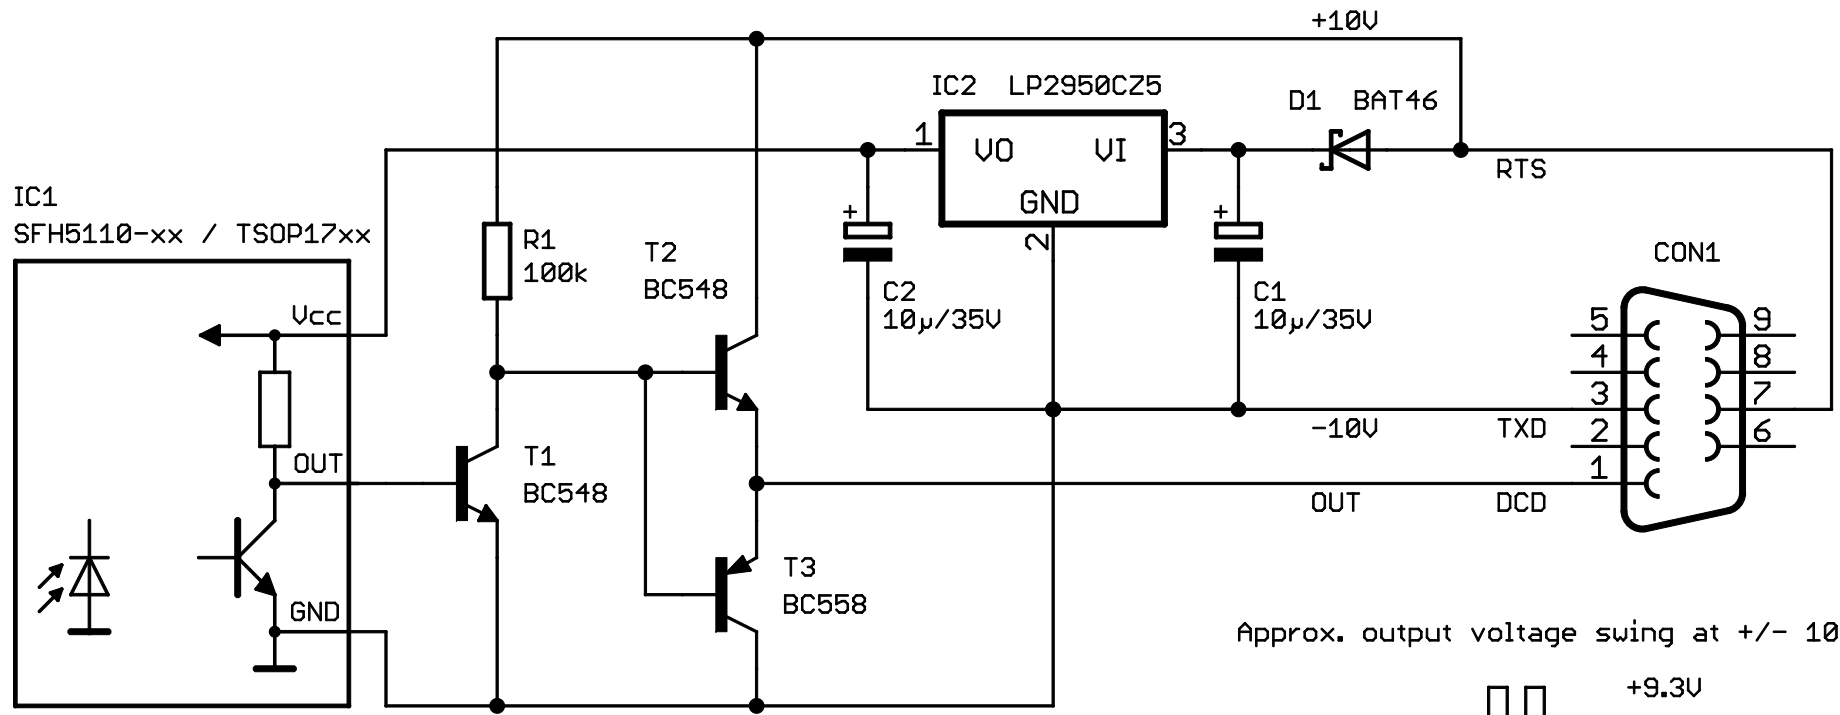 +10V
IC2 LP2950CZ5
D1 BAT46
1
VO
VI
3
GND
2
RTS
IC1
SFH5110-xx / TSOP17xx
R1
100k
T2
BC548
+
C2
10µ/35V
+
C1
10µ/35V
CON1
Vcc
5
9
4
8
3
7
2
6
1
-10V
TXD
OUT
T1
BC548
OUT
DCD
T3
BC558
GND
Approx. output voltage swing at +/- 10
+9.3V